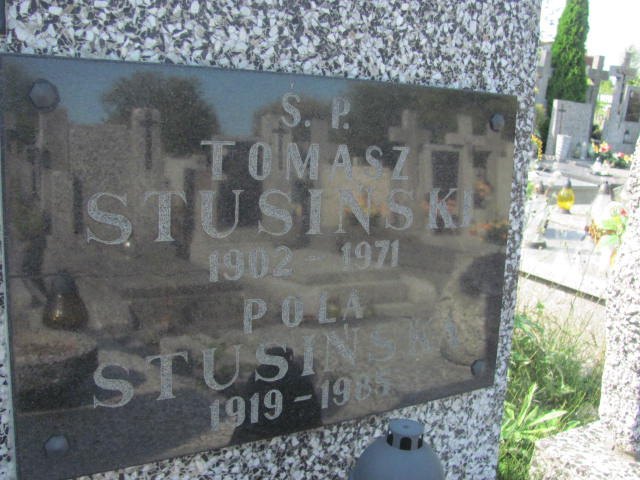 Ś. P.
TOMASZ
STUSIŃSKI
1902 - 1971
POLA
STUSIŃSKA
1919 - 1985